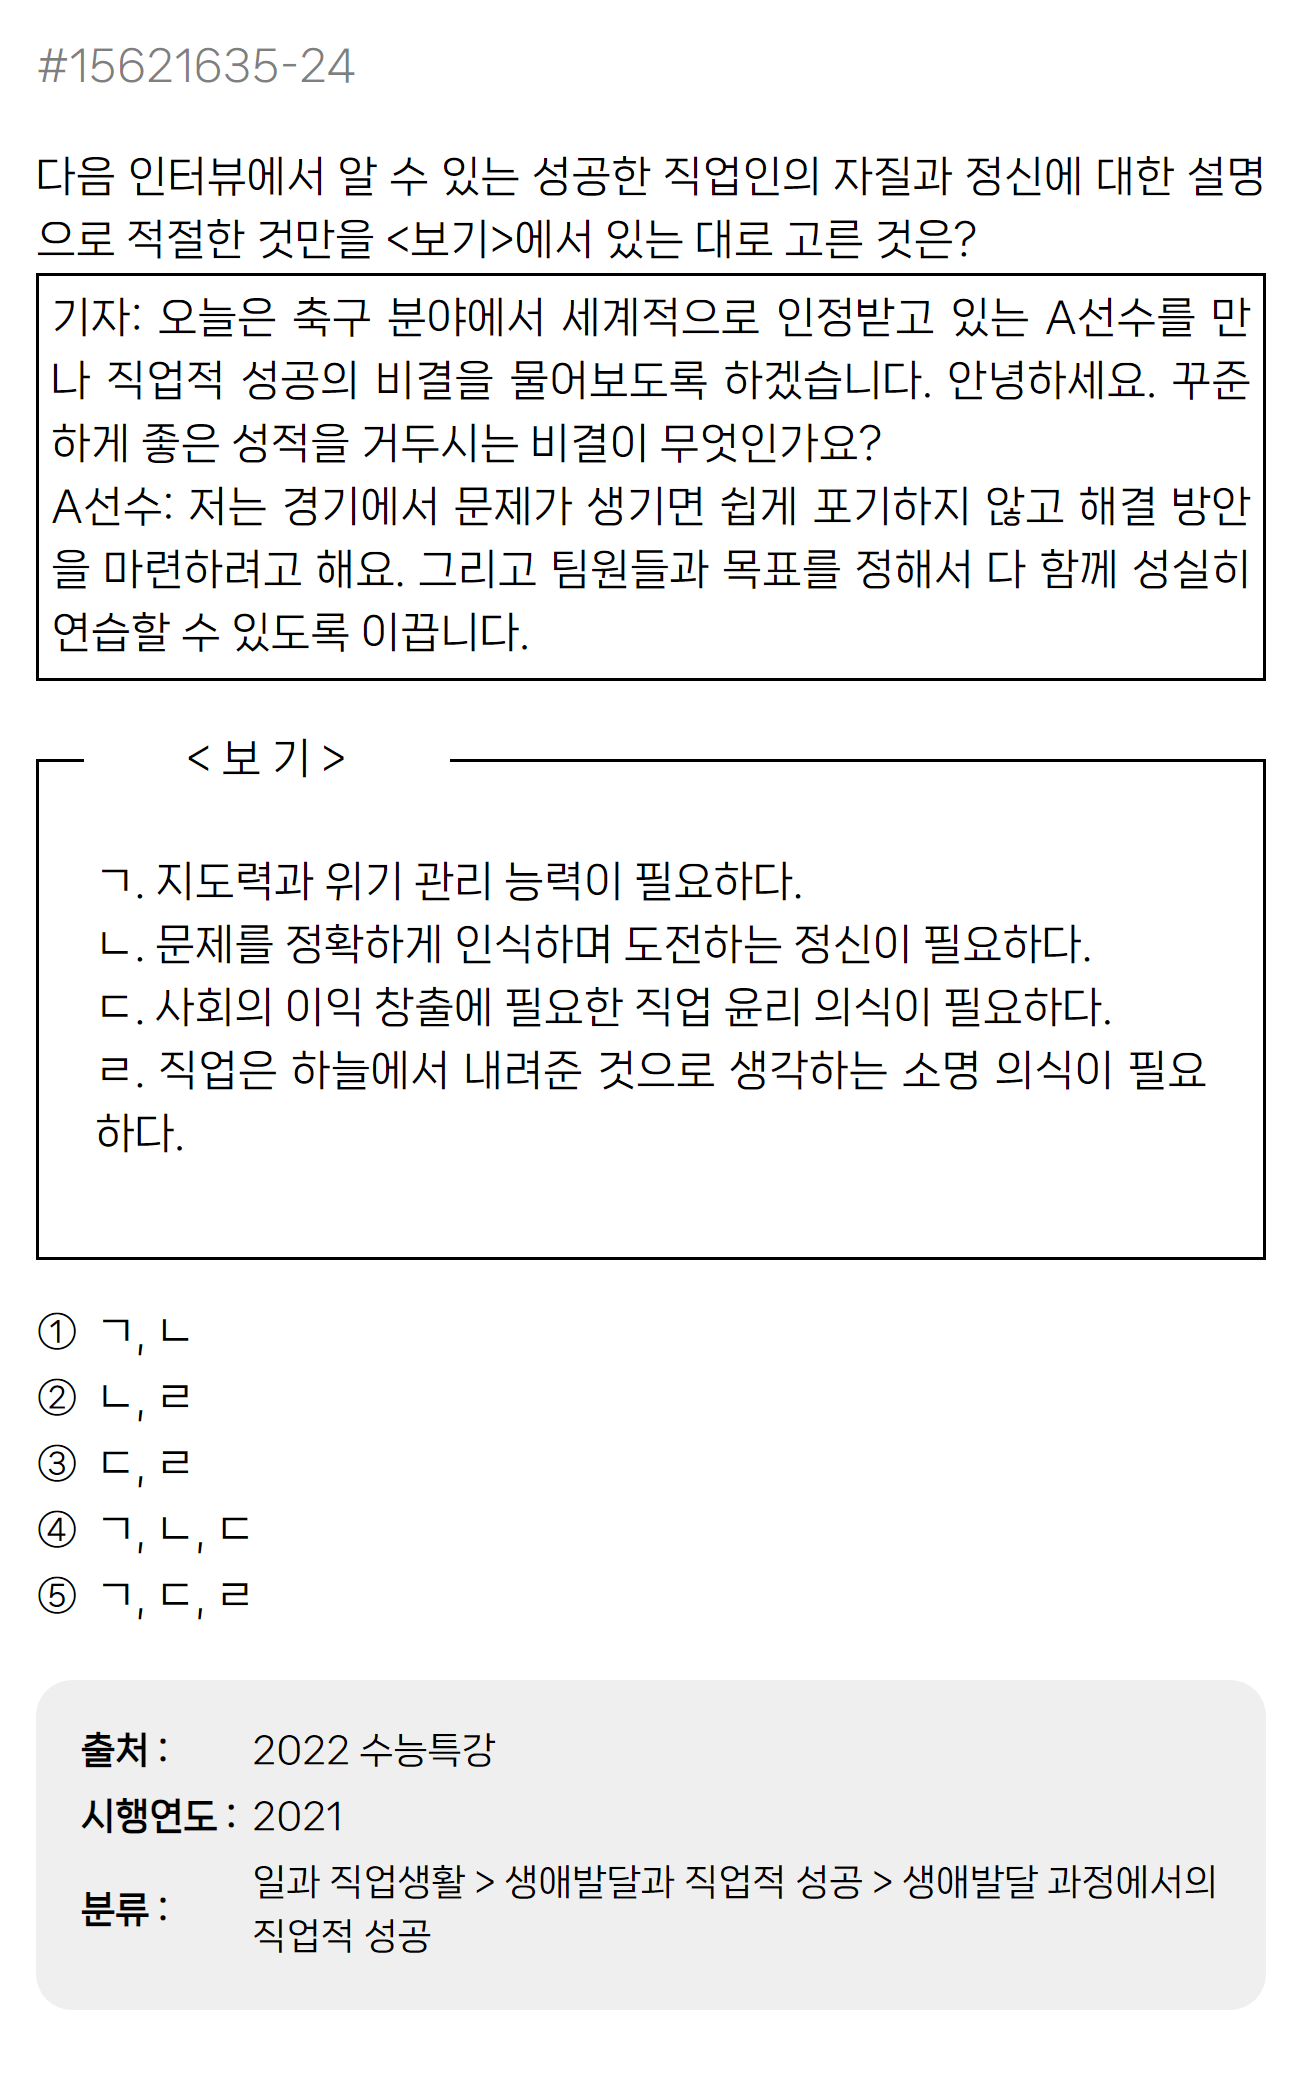 #15621635-24
다음 인터뷰에서 알 수 있는 성공한 직업인의 자질과 정신에 대한 설명
으로 적절한 것만을 <보기>에서 있는 대로 고른 것은?
기자: 오늘은 축구 분야에서 세계적으로 인정받고 있는 A선수를 만
나 직업적 성공의 비결을 물어보도록 하겠습니다. 안녕하세요. 꾸준
하게 좋은 성적을 거두시는 비결이 무엇인가요?
A선수: 저는 경기에서 문제가 생기면 쉽게 포기하지 않고 해결 방안
을 마련하려고 해요. 그리고 팀원들과 목표를 정해서 다 함께 성실히
연습할 수 있도록 이끕니다.
< 보 기 >
ㄱ. 지도력과 위기 관리 능력이 필요하다.
ㄴ. 문제를 정확하게 인식하며 도전하는 정신이 필요하다.
ㄷ. 사회의 이익 창출에 필요한 직업 윤리 의식이 필요하다.
ㄹ. 직업은 하늘에서 내려준 것으로 생각하는 소명 의식이 필요
하다.
① ㄱ, ㄴ
② ㄴ, ㄹ
③ ㄷ, ㄹ
④ ㄱ, ㄴ, ㄷ
⑤ ㄱ, ㄷ, ㄹ
출처 : 2022 수능특강
시행연도 : 2021
분류 : 일과 직업생활 > 생애발달과 직업적 성공 > 생애발달 과정에서의
직업적 성공